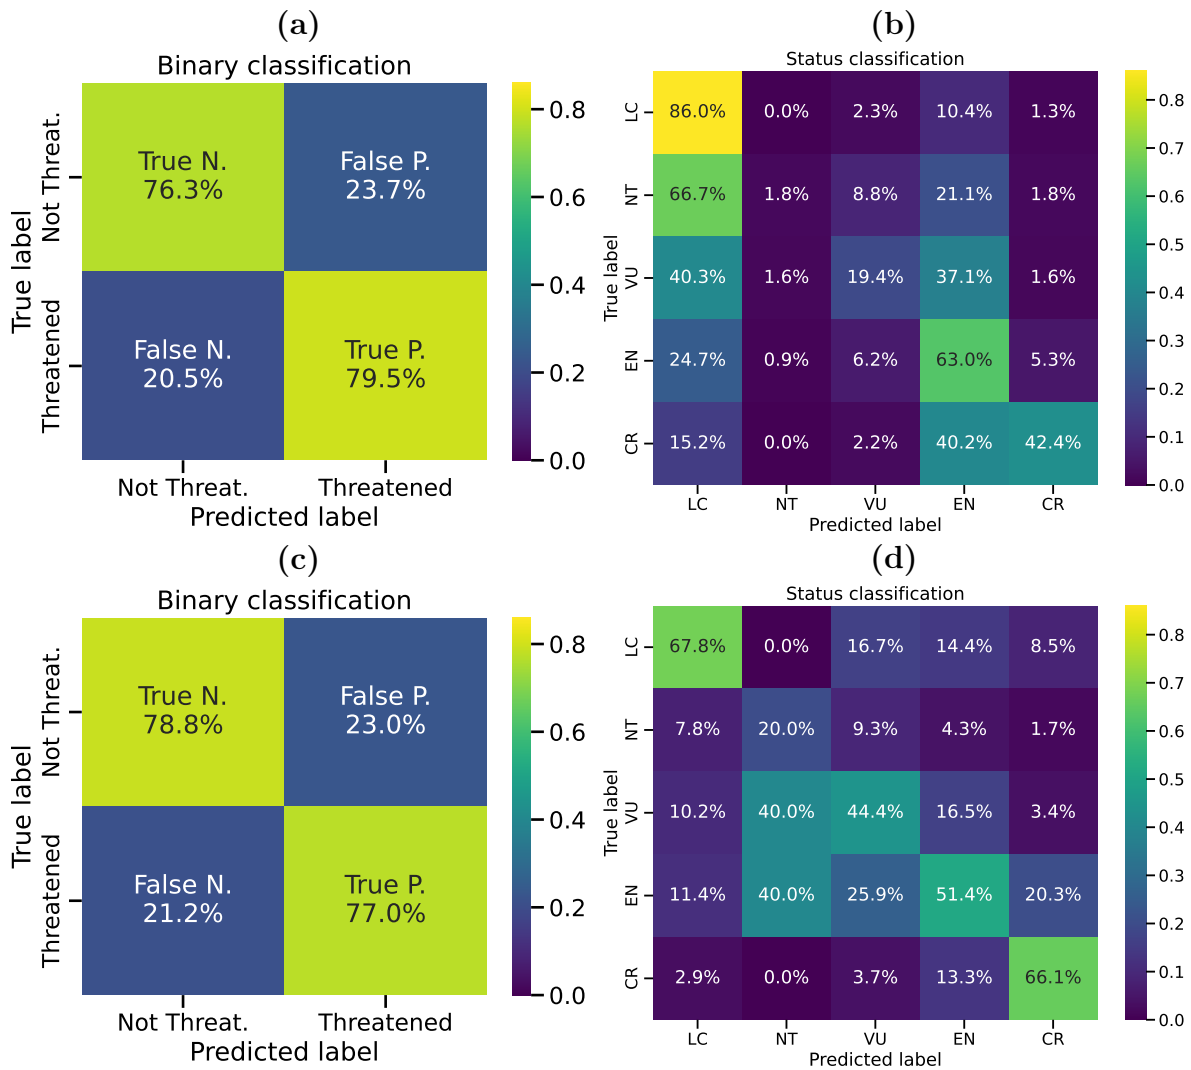 (a)
Binary classification
True label
Not Threat.
Threatened
True N.
76.3%
False P.
23.7%
False N.
20.5%
True P.
79.5%
Not Threat.
Threatened
Predicted label
0.8
0.6
0.4
0.2
0.0
(b)
Status classification
True label
LC
86.0% 0.0% 2.3% 10.4% 1.3%
NT
66.7% 1.8% 8.8% 21.1% 1.8%
VU
40.3% 1.6% 19.4% 37.1% 1.6%
EN
24.7% 0.9% 6.2% 63.0% 5.3%
CR
15.2% 0.0% 2.2% 40.2% 42.4%
LC NT VU EN CR
Predicted label
0.8
0.7
0.6
0.5
0.4
0.3
0.2
0.1
0.0
(c)
Binary classification
True label
Not Threat.
Threatened
True N.
78.8%
False P.
23.0%
False N.
21.2%
True P.
77.0%
Not Threat.
Threatened
Predicted label
0.8
0.6
0.4
0.2
0.0
(d)
Status classification
True label
LC
67.8% 0.0% 16.7% 14.4% 8.5%
NT
7.8% 20.0% 9.3% 4.3% 1.7%
VU
10.2% 40.0% 44.4% 16.5% 3.4%
EN
11.4% 40.0% 25.9% 51.4% 20.3%
CR
2.9% 0.0% 3.7% 13.3% 66.1%
LC NT VU EN CR
Predicted label
0.8
0.7
0.6
0.5
0.4
0.3
0.2
0.1
0.0